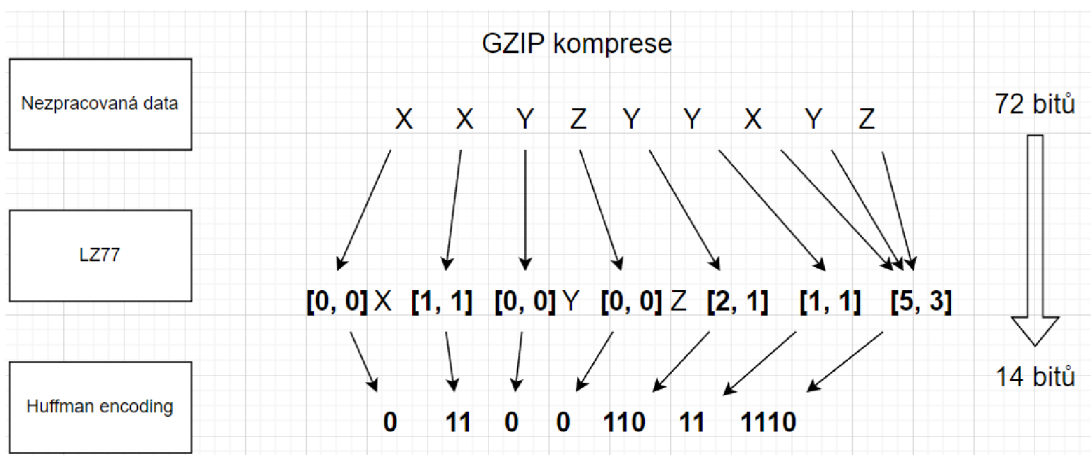 GZIP komprese
Nezpracovaná data
X X Y Z Y Y X Y Z
72 bitů
LZ77
[0, 0] X [1, 1] [0, 0] Y [0, 0] Z [2, 1] [1, 1] [5, 3]
14 bitů
Huffman encoding
0 11 0 0 110 11 1110